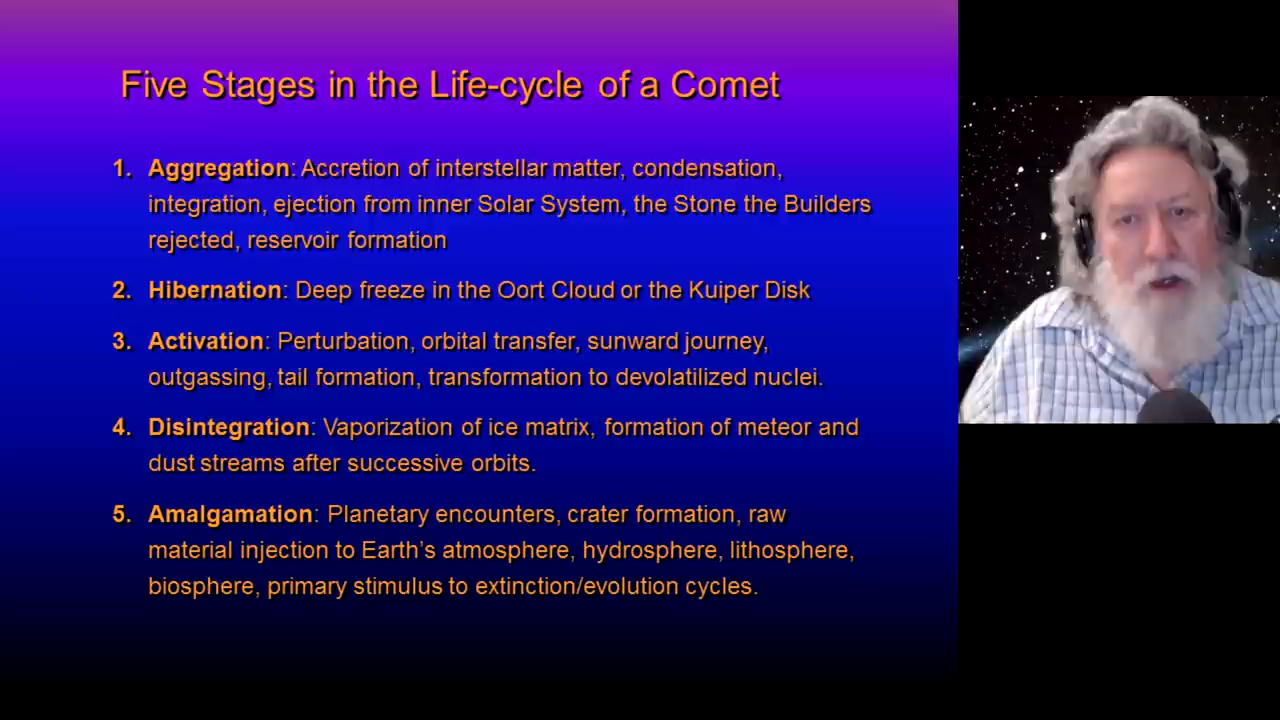 Five Stages in the Life-cycle of a Comet
1. Aggregation: Accretion of interstellar matter, condensation,
integration, ejection from inner Solar System, the Stone the Builders
rejected, reservoir formation
2. Hibernation: Deep freeze in the Oort Cloud or the Kuiper Disk
3. Activation: Perturbation, orbital transfer, sunward journey,
outgassing, tail formation, transformation to devolatilized nuclei.
4. Disintegration: Vaporization of ice matrix, formation of meteor and
dust streams after successive orbits.
5. Amalgamation: Planetary encounters, crater formation, raw
material injection to Earth's atmosphere, hydrosphere, lithosphere,
biosphere, primary stimulus to extinction/evolution cycles.